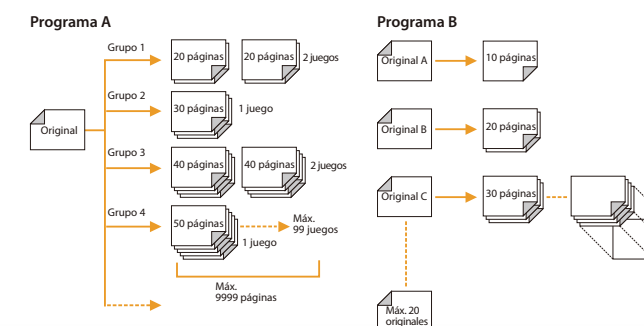 Programa A
Grupo 1
20 páginas
20 páginas
2 juegos
Grupo 2
30 páginas
1 juego
Original
Grupo 3
40 páginas
40 páginas
2 juegos
Grupo 4
50 páginas
1 juego
Máx.
99 juegos
Máx.
9999 páginas
Programa B
Original A
10 páginas
Original B
20 páginas
Original C
30 páginas
Máx. 20
originales